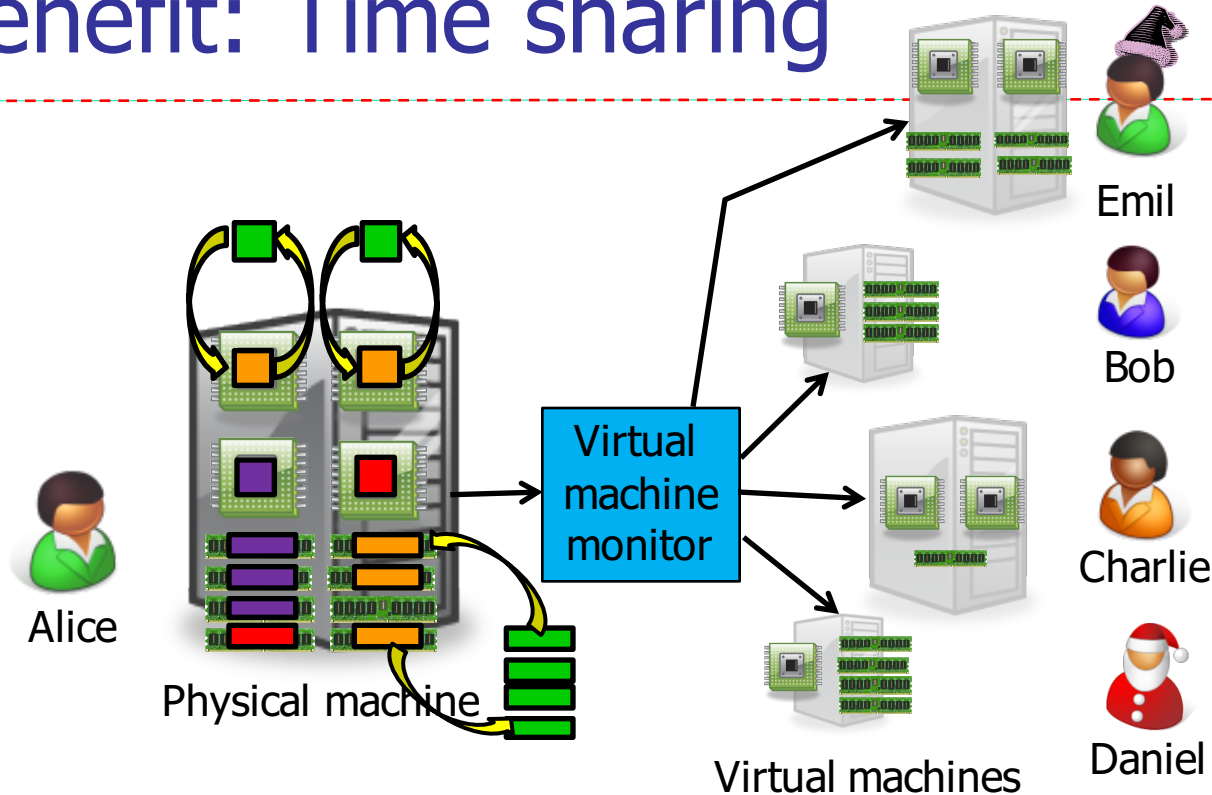 enefit: Time sharing
Emil
Bob
Virtual
machine
monitor
Charlie
Alice
Physical machine
Daniel
Virtual machines